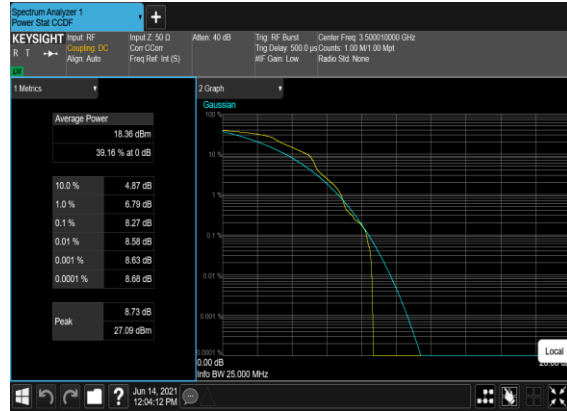 Spectrum Analyzer 1
Power Stat CCDF
+
KEYSIGHT
R T
LXI
Input: RF
Coupling: DC
Align: Auto
Input Z: 50 Ω
Corr CCorr
Freq Ref: Int (S)
Atten: 40 dB
Trig: RF Burst
Trig Delay: 500.0 µs
#IF Gain: Low
Center Freq: 3.500010000 GHz
Counts: 1.00 M/1.00 Mpt
Radio Std: None
1 Metrics
Average Power
18.36 dBm
39.16 % at 0 dB
10.0 % 4.87 dB
1.0 % 6.79 dB
0.1 % 8.27 dB
0.01 % 8.58 dB
0.001 % 8.63 dB
0.0001 % 8.68 dB
Peak
8.73 dB
27.09 dBm
2 Graph
Gaussian
100 %
10 %
1 %
0.1 %
0.01 %
0.001 %
0.0001 %
0.00 dB
Info BW 25.000 MHz
Local
?
Jun 14, 2021
12:04:12 PM